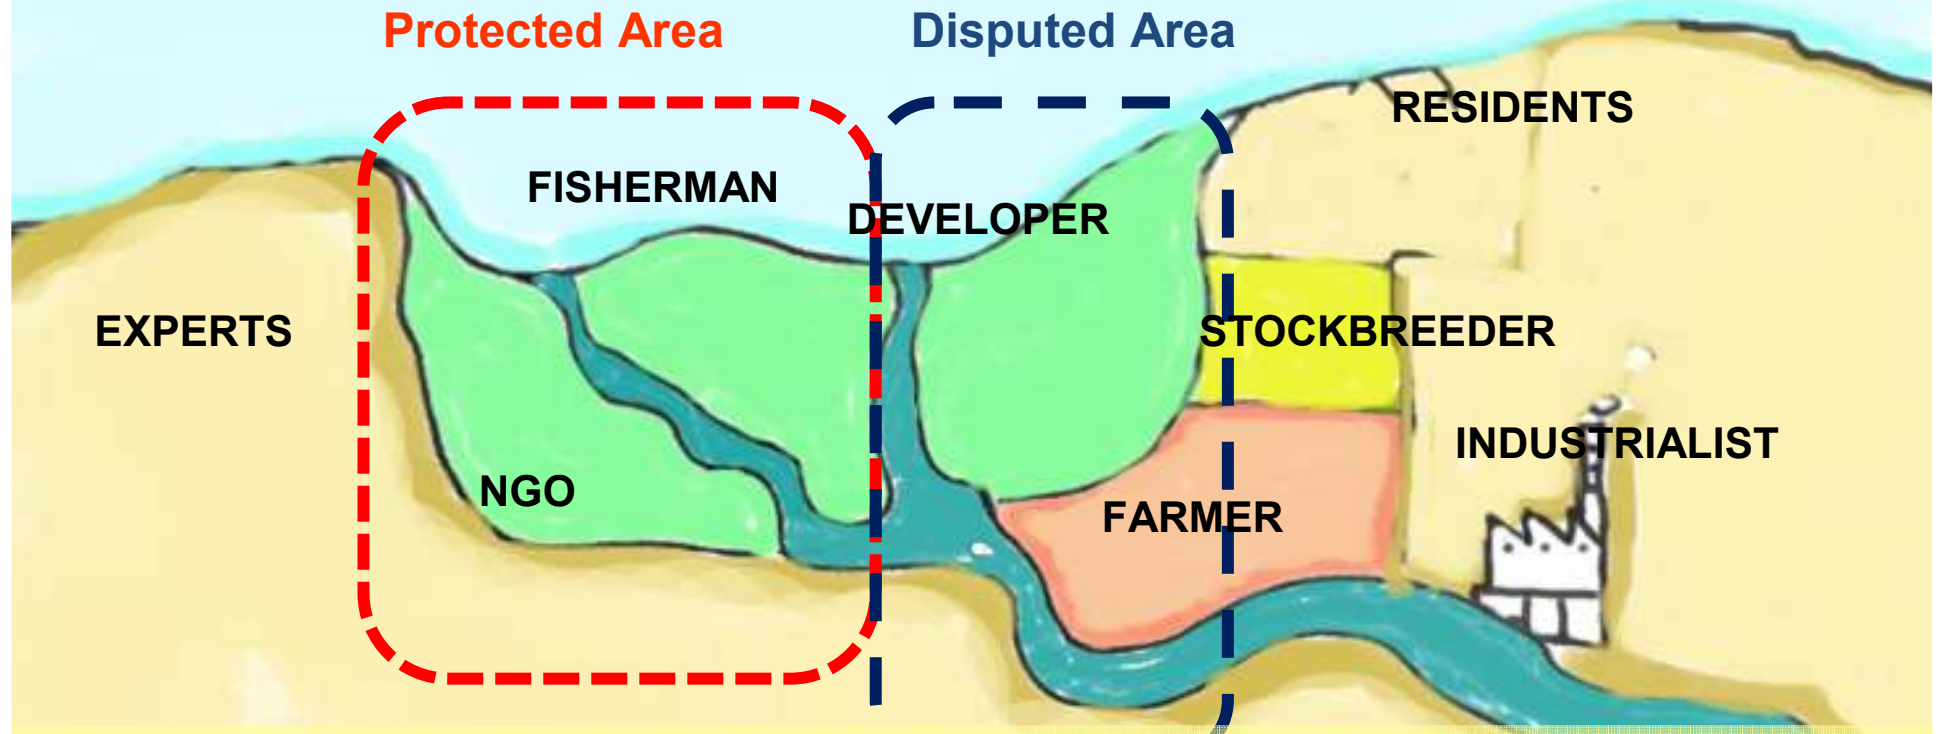 Protected Area
Disputed Area
RESIDENTS
FISHERMAN
DEVELOPER
EXPERTS
STOCKBREEDER
INDUSTRIALIST
NGO
FARMER